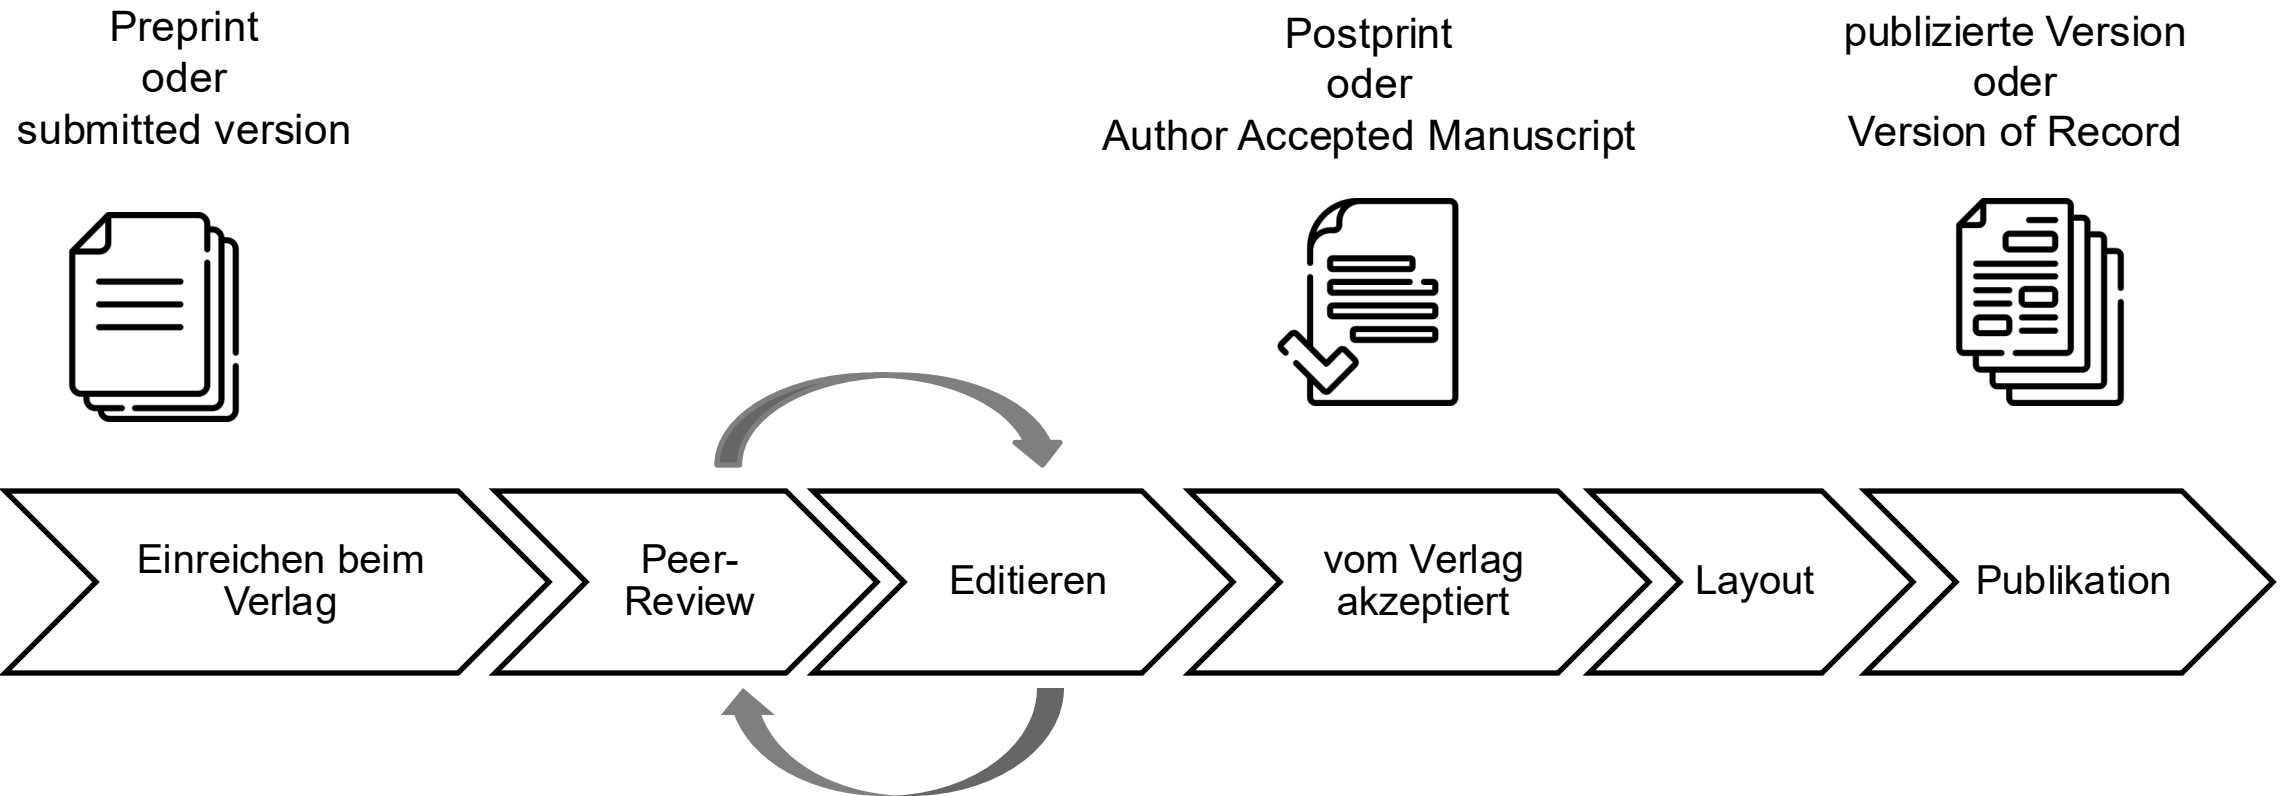 Preprint
oder
submitted version
Postprint
oder
Author Accepted Manuscript
publizierte Version
oder
Version of Record
Einreichen beim
Verlag
Peer-
Review
Editieren
vom Verlag
akzeptiert
Layout
Publikation